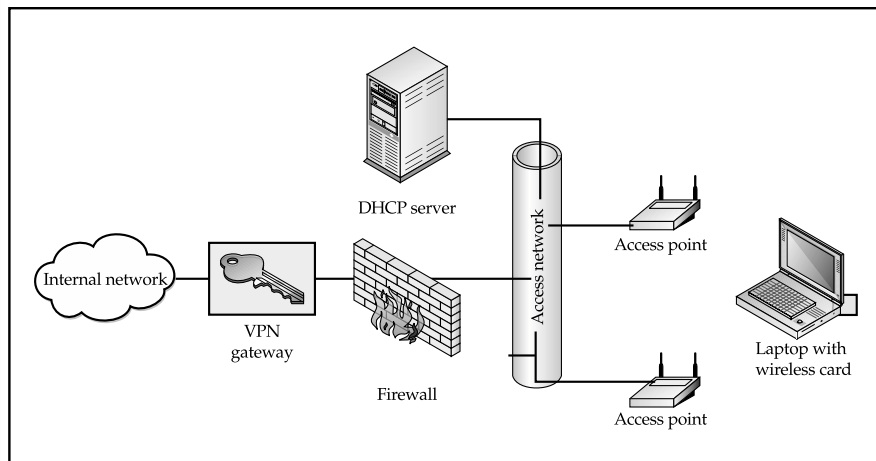 DHCP server
Access network
Access point
Internal network
VPN
gateway
Firewall
Laptop with
wireless card
Access point